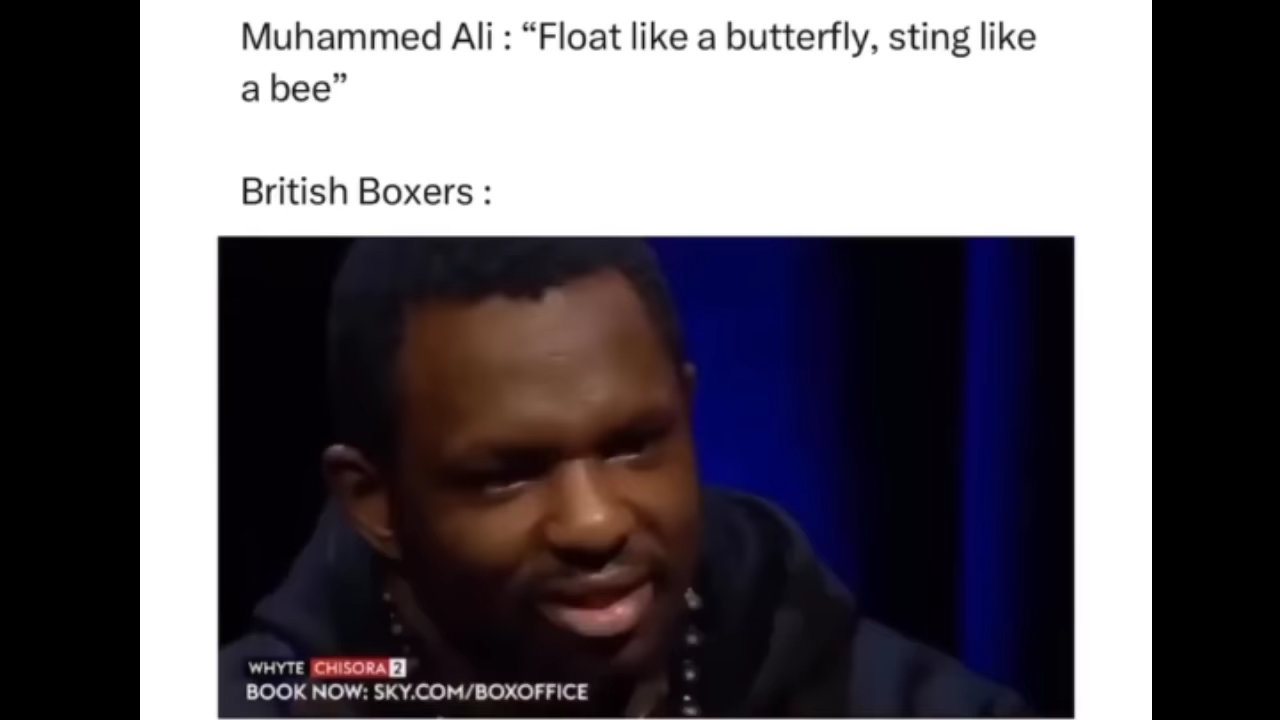 Muhammed Ali : “Float like a butterfly, sting like
a bee”
British Boxers :
WHYTE CHISORA 2
BOOK NOW: SKY.COM/BOXOFFICE